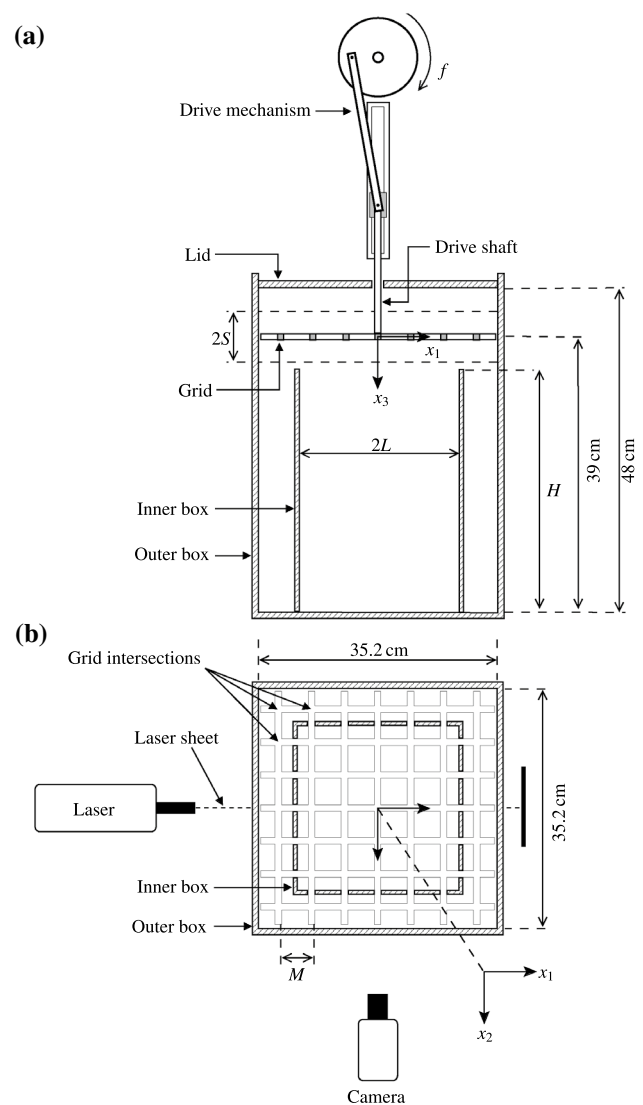 (a)
f
Drive mechanism
Lid
Drive shaft
2S
x1
Grid
x3
2L
Inner box
H
39 cm
48 cm
Outer box
(b)
35.2 cm
Grid intersections
Laser sheet
Laser
35.2 cm
Inner box
Outer box
M
x1
x2
Camera